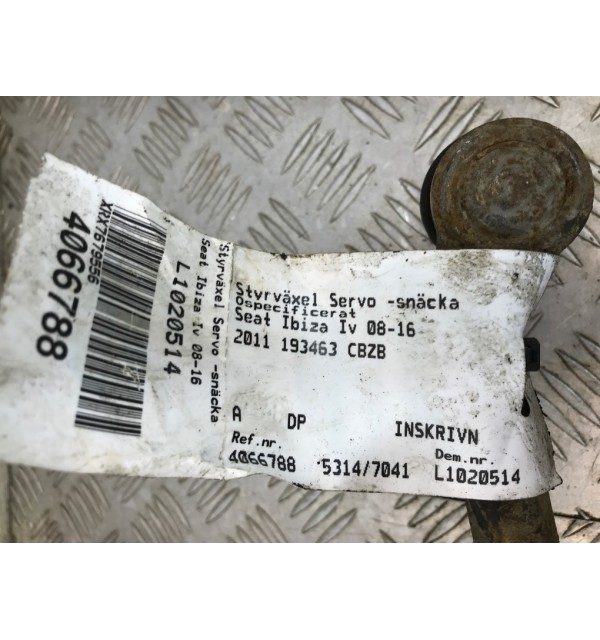 4066788
XRX7679556
L1020514
Seat Ibiza Iv 08-16
Styrväxel Servo -snäcka
Styrväxel Servo -snäcka
Ospecificerat
Seat Ibiza Iv 08-16
2011 193463 CBZB
A DP INSKRIVN
Ref.nr. Dem.nr.
4066788 5314/7041 L1020514